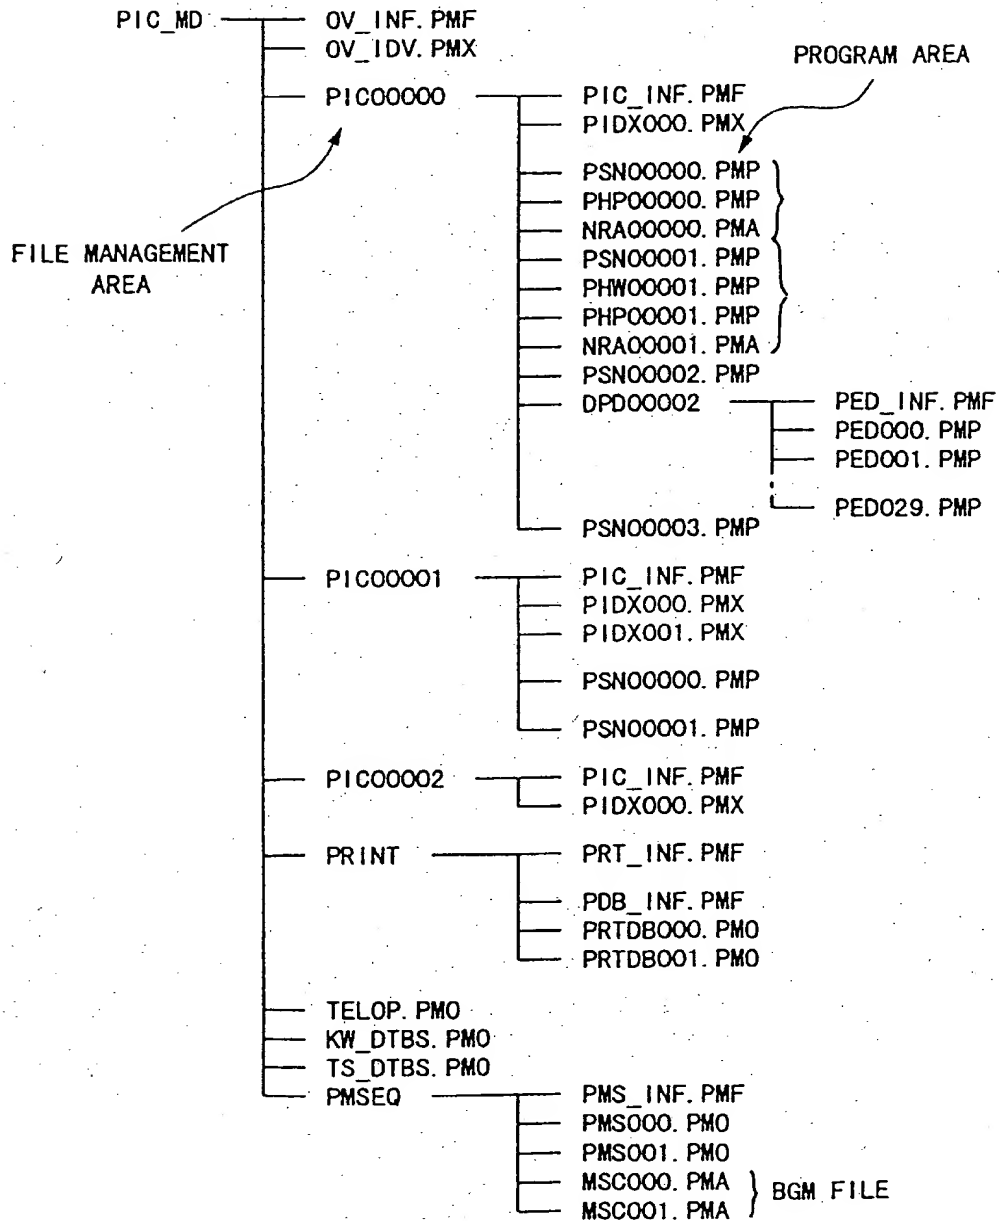 PIC_MD
OV_INF.PMF
OV_IDV.PMX
PROGRAM AREA
PIC00000
PIC_INF.PMF
PIDX000.PMX
PSN00000.PMP
PHP00000.PMP
NRA00000.PMA
FILE MANAGEMENT
AREA
PSN00001.PMP
PHW00001.PMP
PHP00001.PMP
NRA00001.PMA
PSN00002.PMP
DPD00002
PED_INF.PMF
PED000.PMP
PED001.PMP
PED029.PMP
PSN00003.PMP
PIC00001
PIC_INF.PMF
PIDX000.PMX
PIDX001.PMX
PSN00000.PMP
PSN00001.PMP
PIC00002
PIC_INF.PMF
PIDX000.PMX
PRINT
PRT_INF.PMF
PDB_INF.PMF
PRTDB000.PMO
PRTDB001.PMO
TELOP.PMO
KW_DTBS.PMO
TS_DTBS.PMO
PMSEQ
PMS_INF.PMF
PMS000.PMO
PMS001.PMO
MSC000.PMA
MSC001.PMA
BGM FILE